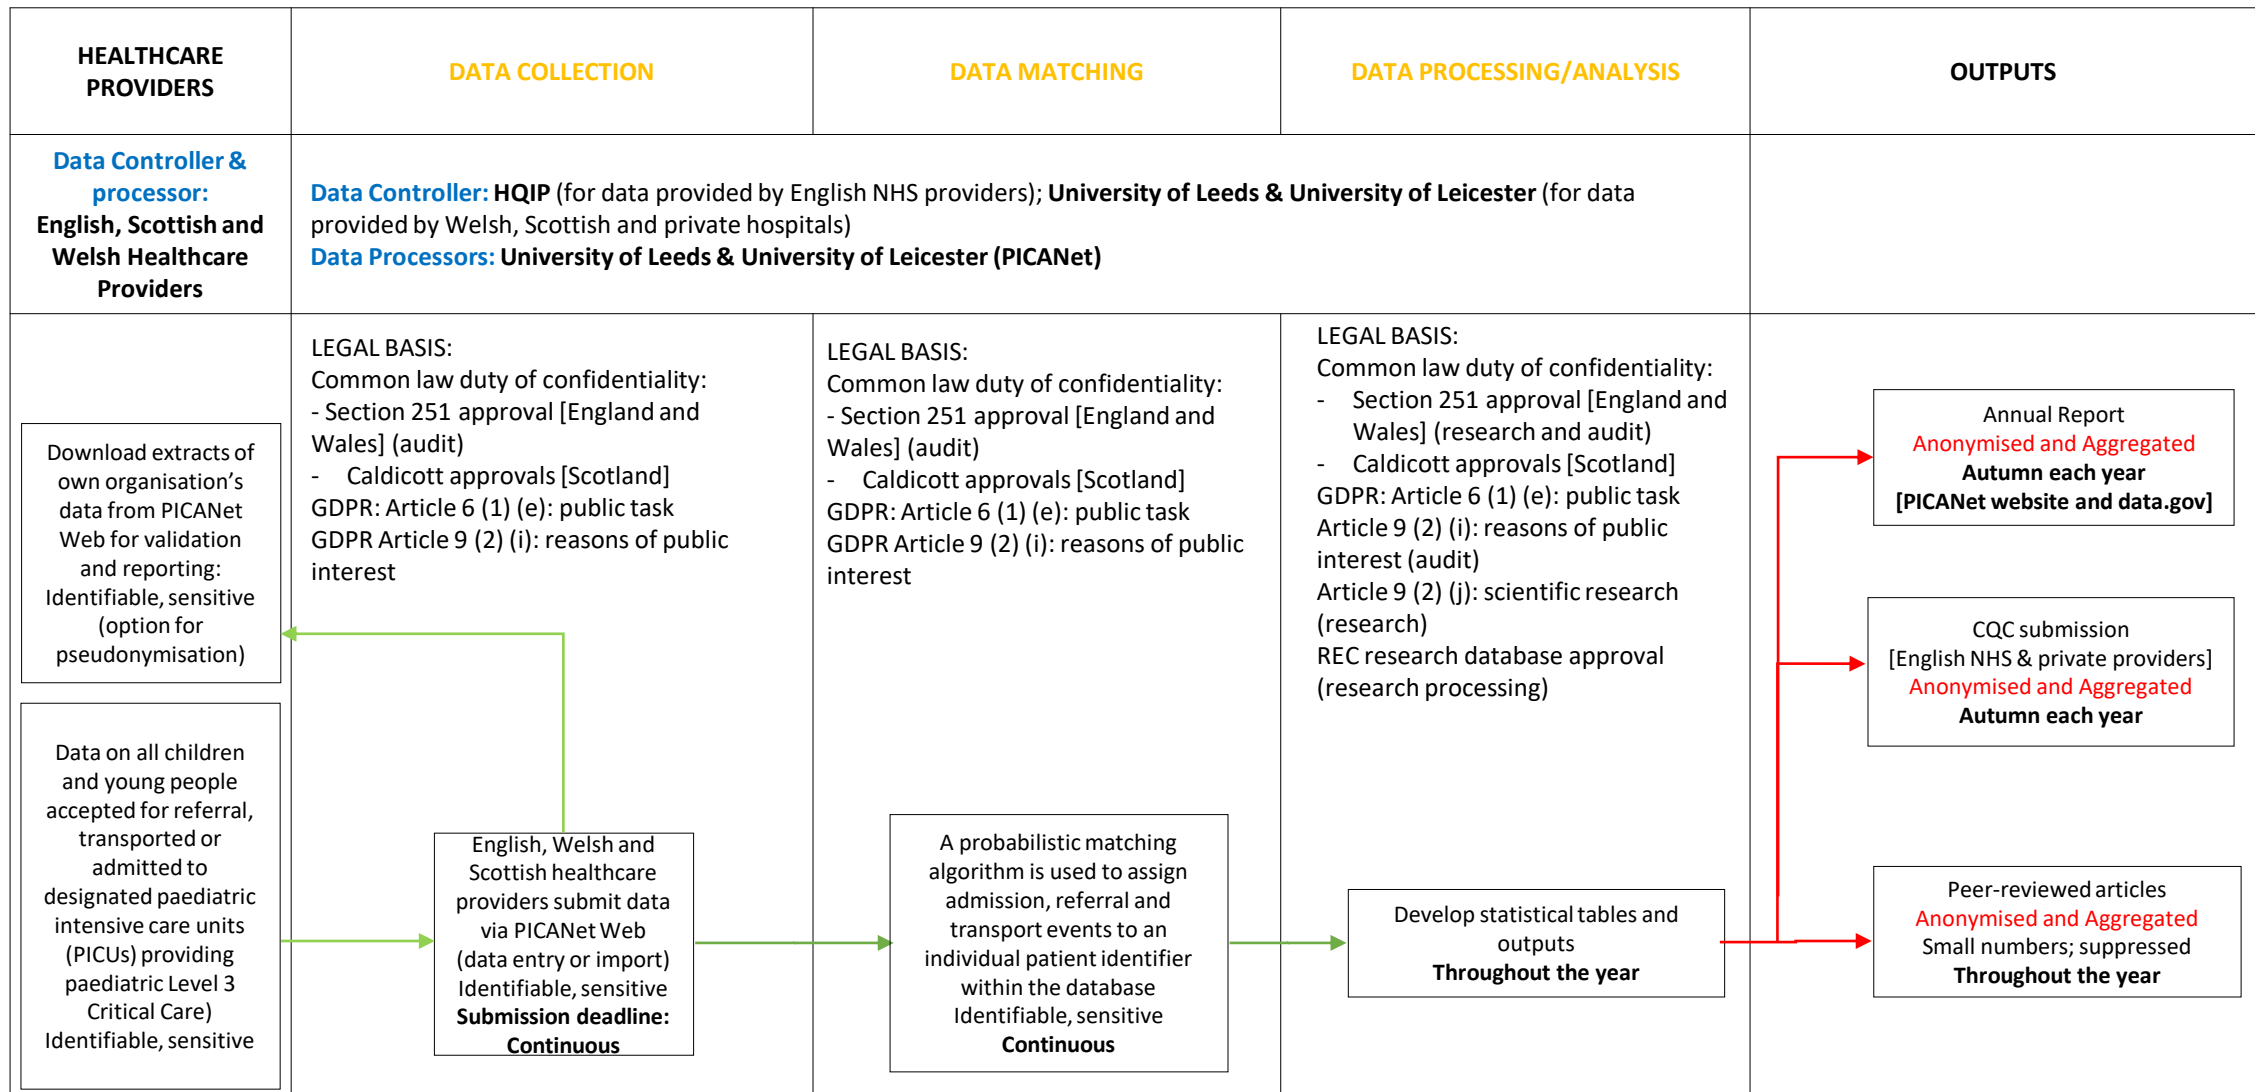 HEALTHCARE
PROVIDERS
DATA COLLECTION
DATA MATCHING
DATA PROCESSING/ANALYSIS
OUTPUTS
Data Controller &
processor:
English, Scottish and
Welsh Healthcare
Providers
Data Controller: HQIP (for data provided by English NHS providers); University of Leeds & University of Leicester (for data
provided by Welsh, Scottish and private hospitals)
Data Processors: University of Leeds & University of Leicester (PICANet)
Download extracts of
own organisation's
data from PICANet
Web for validation
and reporting:
Identifiable, sensitive
(option for
pseudonymisation)
Data on all children
and young people
accepted for referral,
transported or
admitted to
designated paediatric
intensive care units
(PICUs) providing
paediatric Level 3
Critical Care)
Identifiable, sensitive
LEGAL BASIS:
Common law duty of confidentiality:
- Section 251 approval [England and
Wales] (audit)
- Caldicott approvals [Scotland]
GDPR: Article 6 (1) (e): public task
GDPR Article 9 (2) (i): reasons of public
interest
English, Welsh and
Scottish healthcare
providers submit data
via PICANet Web
(data entry or import)
Identifiable, sensitive
Submission deadline:
Continuous
LEGAL BASIS:
Common law duty of confidentiality:
- Section 251 approval [England and
Wales] (audit)
- Caldicott approvals [Scotland]
GDPR: Article 6 (1) (e): public task
GDPR Article 9 (2) (i): reasons of public
interest
A probabilistic matching
algorithm is used to assign
admission, referral and
transport events to an
individual patient identifier
within the database
Identifiable, sensitive
Continuous
LEGAL BASIS:
Common law duty of confidentiality:
- Section 251 approval [England and
Wales] (research and audit)
- Caldicott approvals [Scotland]
GDPR: Article 6 (1) (e): public task
Article 9 (2) (i): reasons of public
interest (audit)
Article 9 (2) (j): scientific research
(research)
REC research database approval
(research processing)
Develop statistical tables and
outputs
Throughout the year
Annual Report
Anonymised and Aggregated
Autumn each year
[PICANet website and data.gov]
CQC submission
[English NHS & private providers]
Anonymised and Aggregated
Autumn each year
Peer-reviewed articles
Anonymised and Aggregated
Small numbers; suppressed
Throughout the year